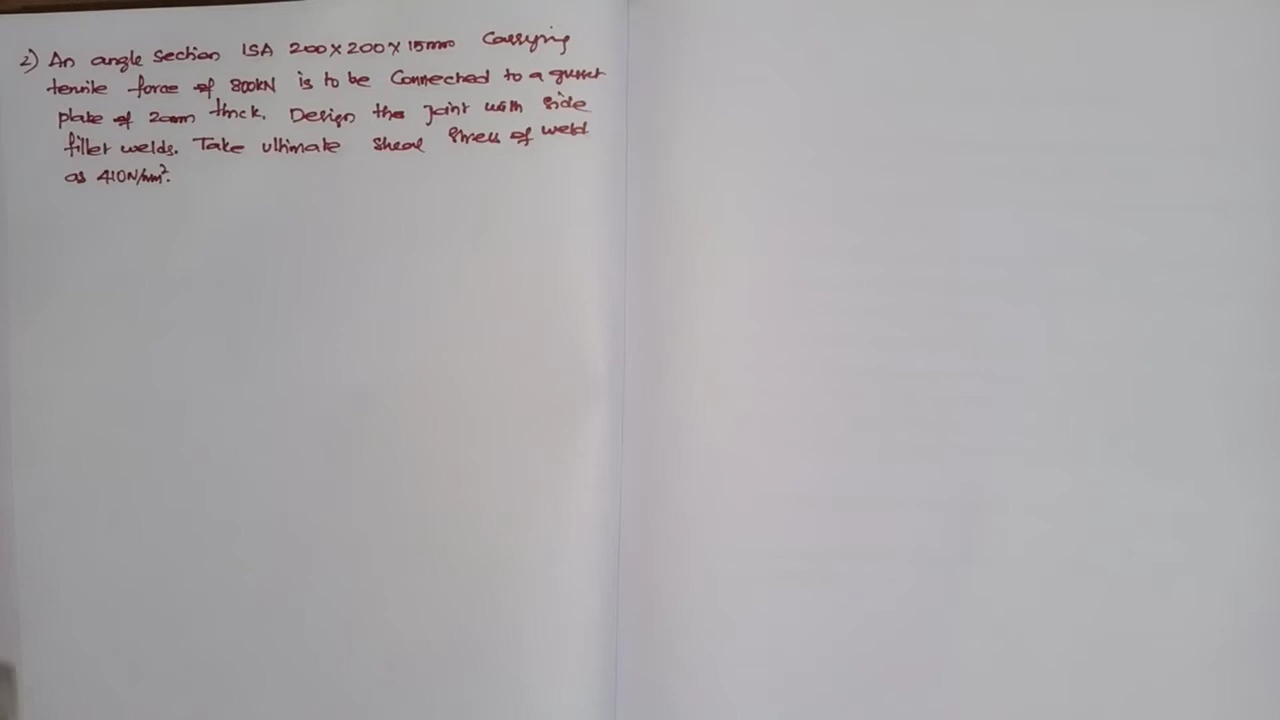 2) An angle section ISA 200 x 200 x 15mm Carrying
tensile force of 800kN is to be Connected to a gusset
plate of 20mm thick. Design the Joint with side
fillet welds. Take ultimate shear stress of weld
as 410N/mm².